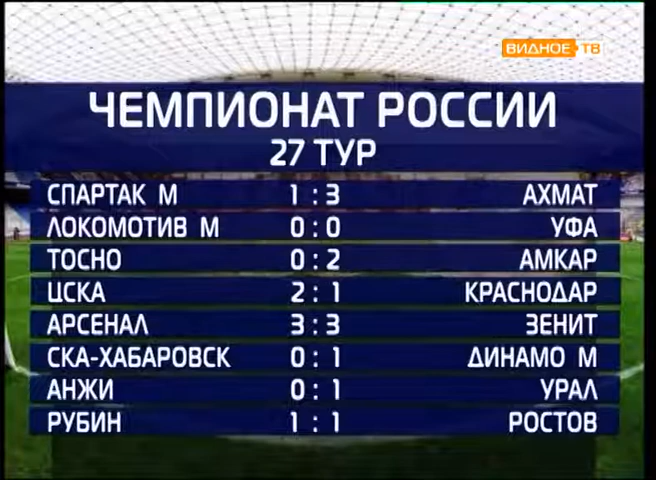 ВИДНОЕ ТВ
ЧЕМПИОНАТ РОССИИ
27 ТУР
СПАРТАК М 1 : 3 АХМАТ
ЛОКОМОТИВ М 0 : 0 УФА
ТОСНО 0 : 2 АМКАР
ЦСКА 2 : 1 КРАСНОДАР
АРСЕНАЛ 3 : 3 ЗЕНИТ
СКА-ХАБАРОВСК 0 : 1 ДИНАМО М
АНЖИ 0 : 1 УРАЛ
РУБИН 1 : 1 РОСТОВ